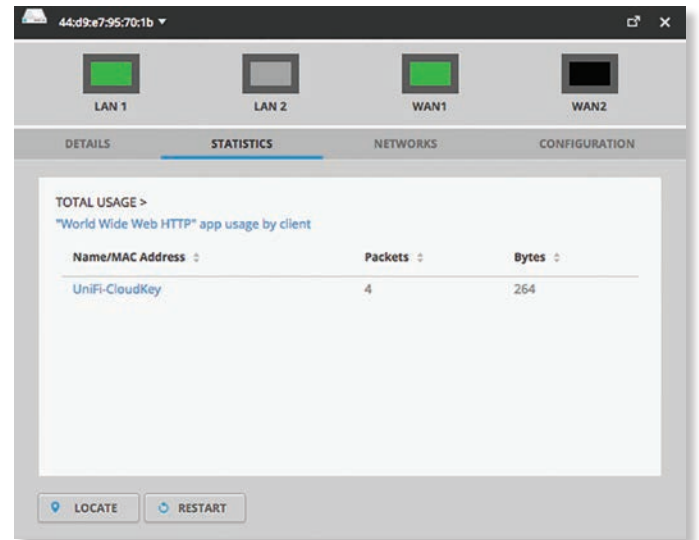 44:d9:e7:95:70:1b
LAN 1 LAN 2 WAN1 WAN2
DETAILS STATISTICS NETWORKS CONFIGURATION
TOTAL USAGE >
"World Wide Web HTTP" app usage by client
Name/MAC Address Packets Bytes
UniFi-CloudKey 4 264
LOCATE RESTART